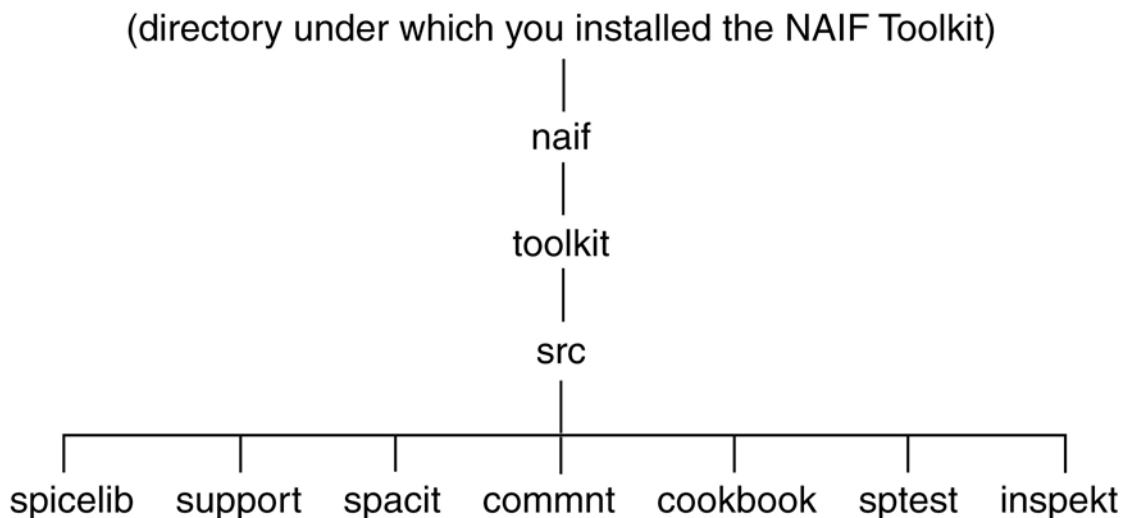 (directory under which you installed the NAIF Toolkit)
naif
toolkit
src
spicelib support spacit commnt cookbook sptest inspekt